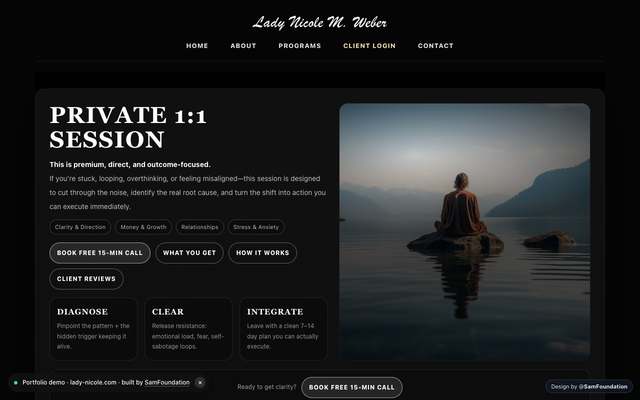 Lady Nicole M. Weber
HOME ABOUT PROGRAMS CLIENT LOGIN CONTACT
PRIVATE 1:1
SESSION
This is premium, direct, and outcome-focused.
If you're stuck, looping, overthinking, or feeling misaligned—this session is designed
to cut through the noise, identify the real root cause, and turn the shift into action you
can execute immediately.
Clarity & Direction Money & Growth Relationships Stress & Anxiety
BOOK FREE 15-MIN CALL WHAT YOU GET HOW IT WORKS
CLIENT REVIEWS
DIAGNOSE
Pinpoint the pattern + the
hidden trigger keeping it
alive.
CLEAR
Release resistance:
emotional load, fear, self-
sabotage loops.
INTEGRATE
Leave with a clean 7–14
day plan you can actually
execute.
Ready to get clarity? BOOK FREE 15-MIN CALL
Portfolio demo · lady-nicole.com · built by SamFoundation ×
Design by @SamFoundation